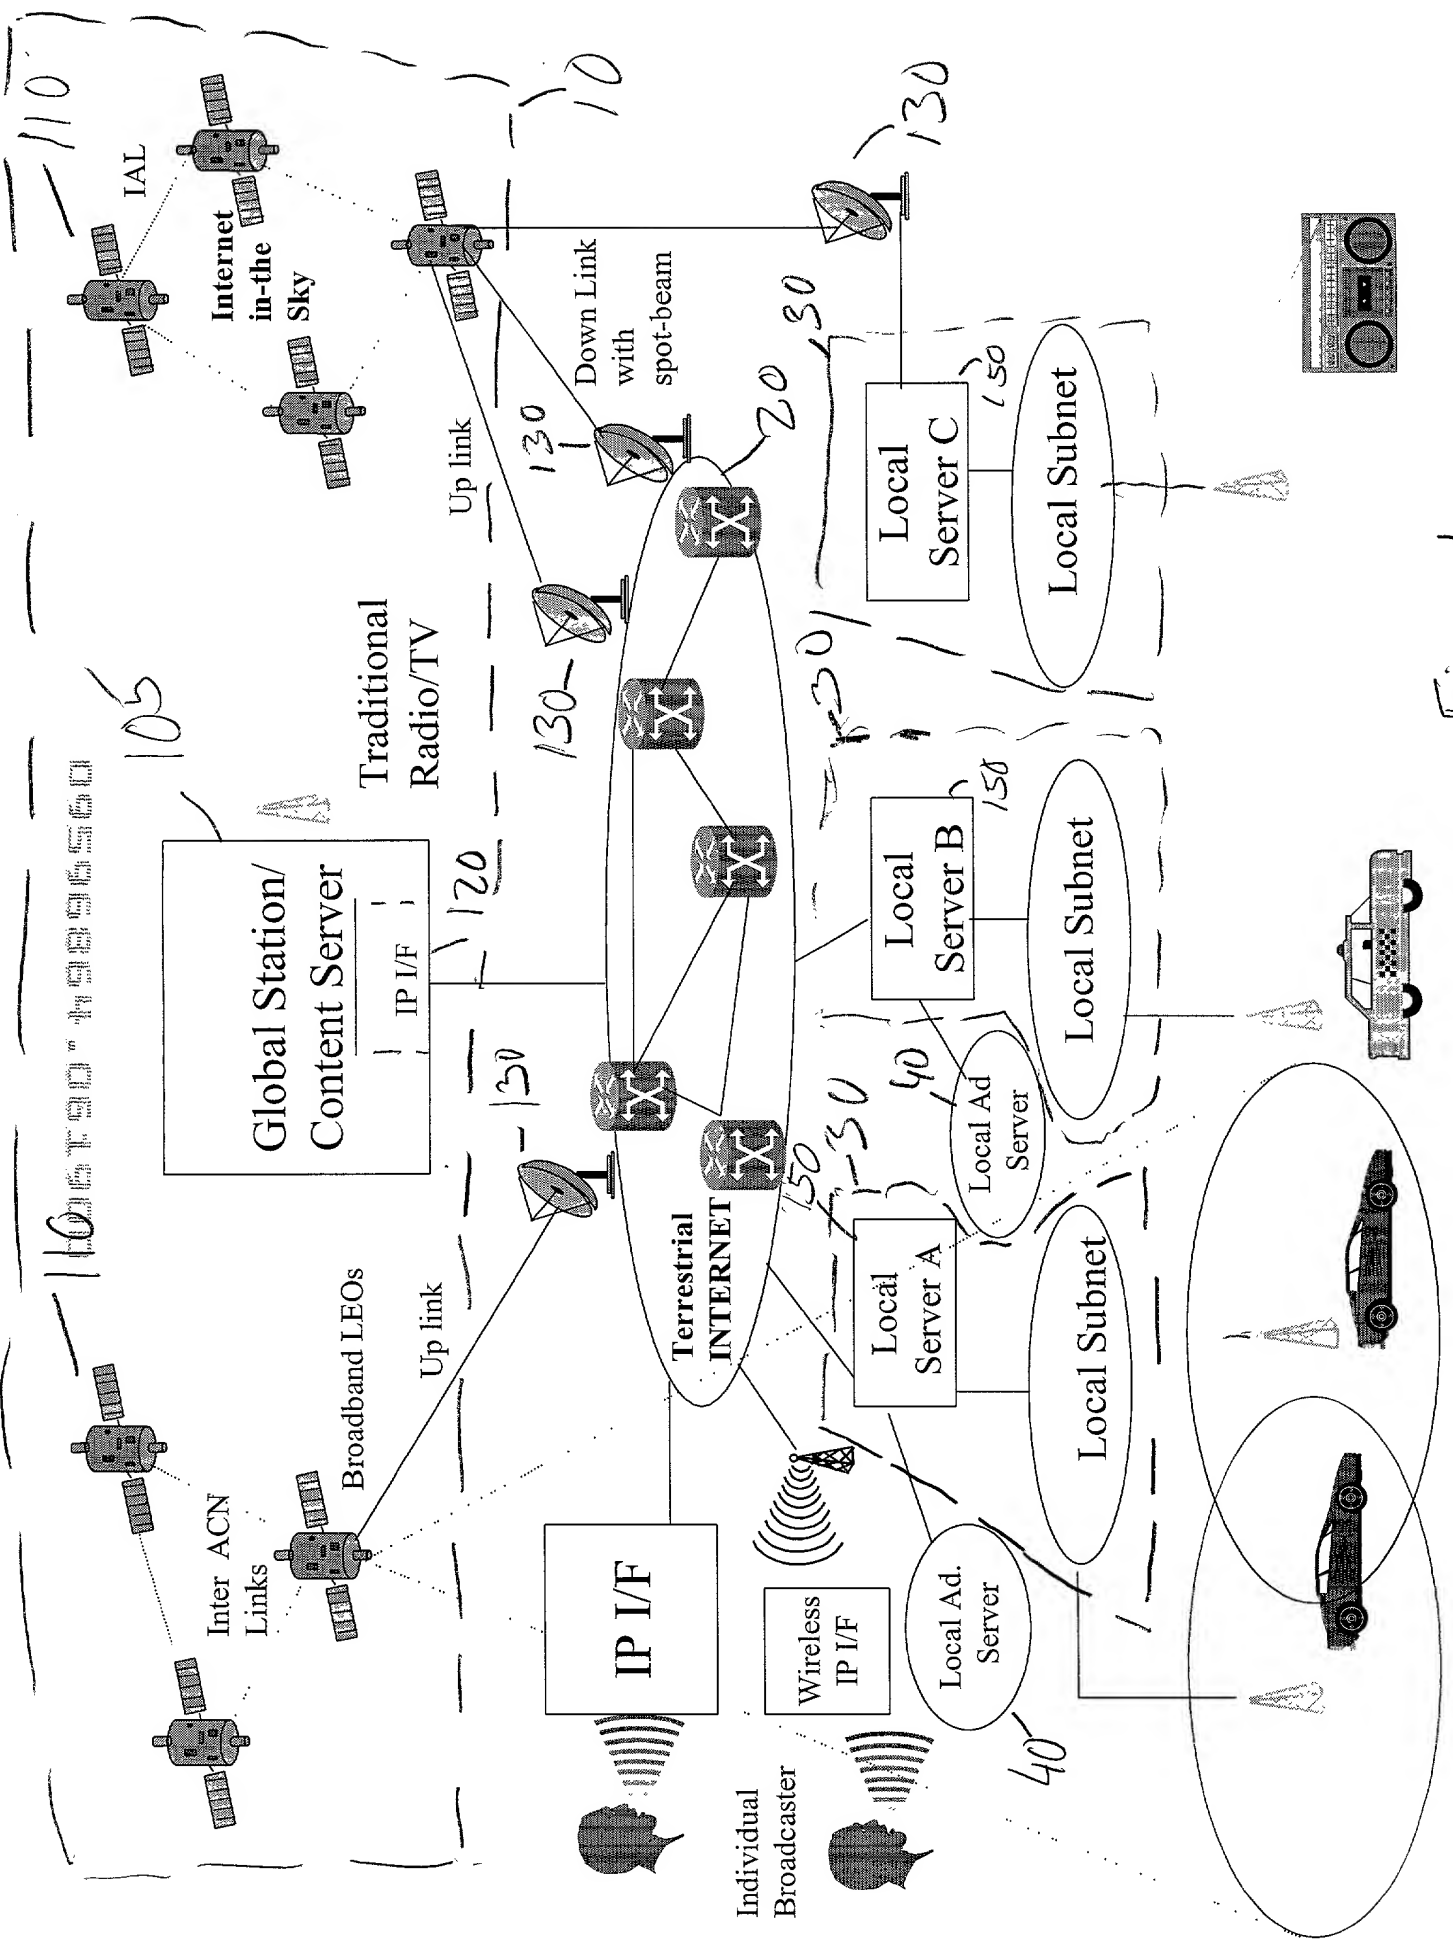 110
IAL
Internet
in-the
Sky
10
130
Down Link
with
spot-beam
Up link
130
20
30
105
Traditional
Radio/TV
130
Global Station/
Content Server
IP I/F
120
130
110
Broadband LEOs
Up link
Inter ACN
Links
Terrestrial
INTERNET
Local
Server C
150
Local Subnet
30
Local
Server B
150
Local Subnet
40
Local Ad
Server
150
30
Local
Server A
Local Subnet
IP I/F
Wireless
IP I/F
Local Ad.
Server
40
Individual
Broadcaster